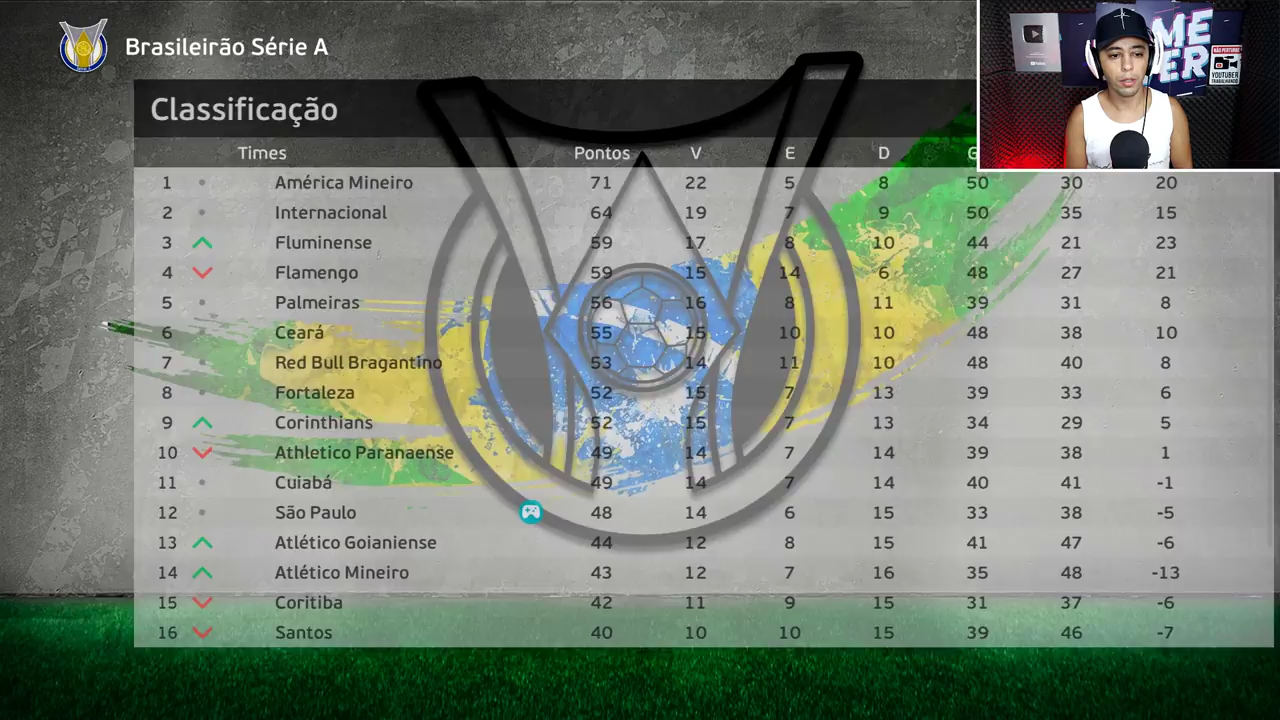 Brasileirão Série A
Classificação
Times Pontos V E D G
1 América Mineiro 71 22 5 8 50 30 20
2 Internacional 64 19 7 9 50 35 15
3 Fluminense 59 17 8 10 44 21 23
4 Flamengo 59 15 14 6 48 27 21
5 Palmeiras 56 16 8 11 39 31 8
6 Ceará 55 15 10 10 48 38 10
7 Red Bull Bragantino 53 14 11 10 48 40 8
8 Fortaleza 52 15 7 13 39 33 6
9 Corinthians 52 15 7 13 34 29 5
10 Athletico Paranaense 49 14 7 14 39 38 1
11 Cuiabá 49 14 7 14 40 41 -1
12 São Paulo 48 14 6 15 33 38 -5
13 Atlético Goianiense 44 12 8 15 41 47 -6
14 Atlético Mineiro 43 12 7 16 35 48 -13
15 Coritiba 42 11 9 15 31 37 -6
16 Santos 40 10 10 15 39 46 -7
ME
ER
NÃO PERTURBE
YOUTUBER
TRABALHANDO